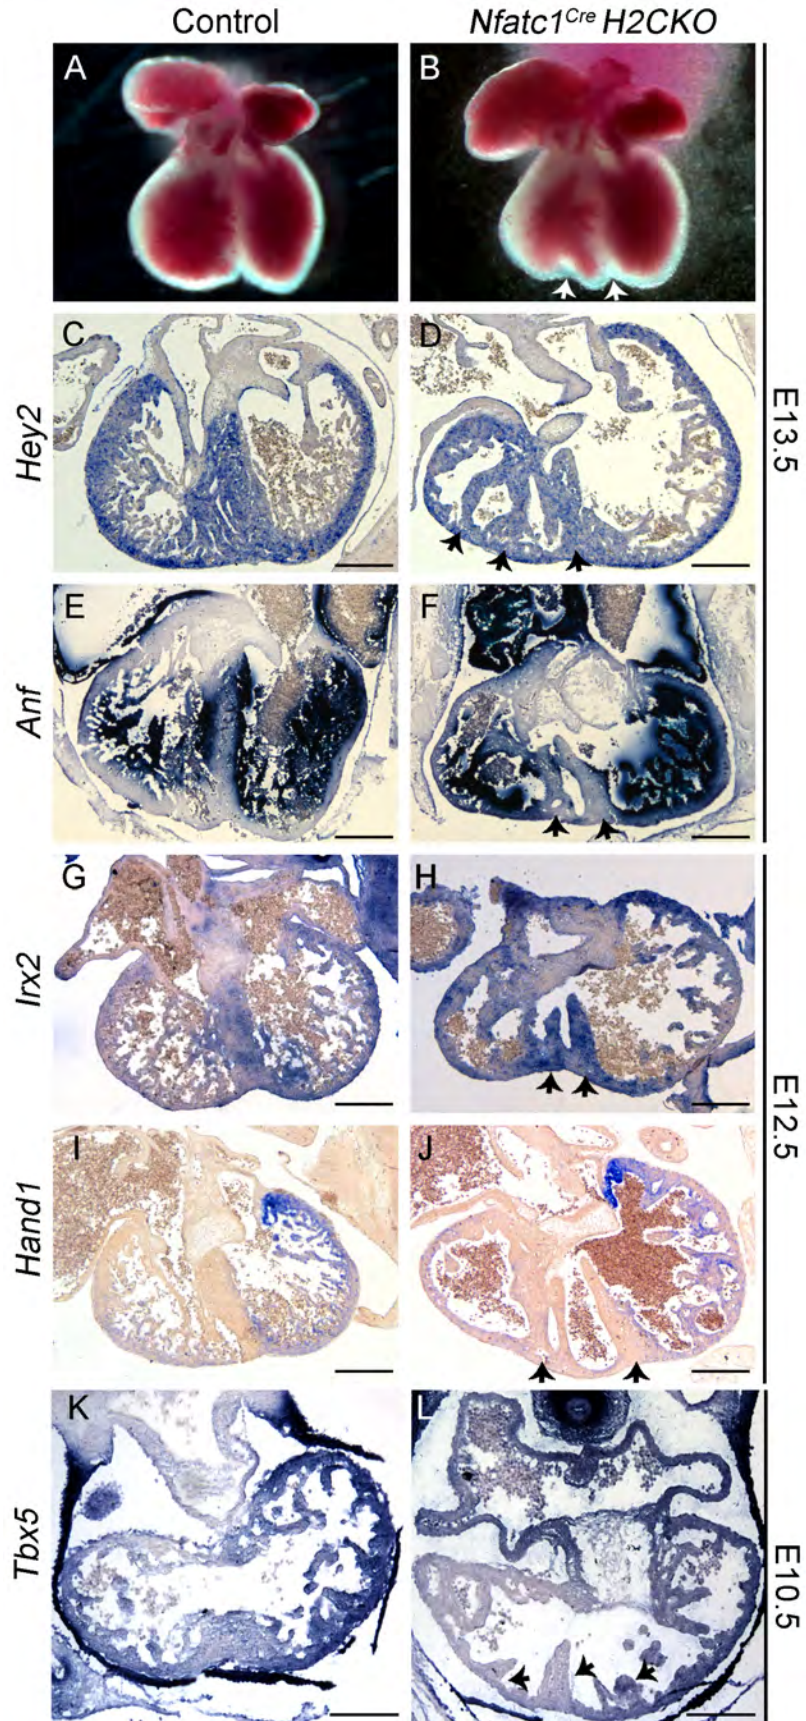 Control
Nfatc1Cre H2CKO
A
B
C
D
Hey2
E13.5
E
F
Anf
G
H
Irx2
E12.5
I
J
Hand1
K
L
Tbx5
E10.5